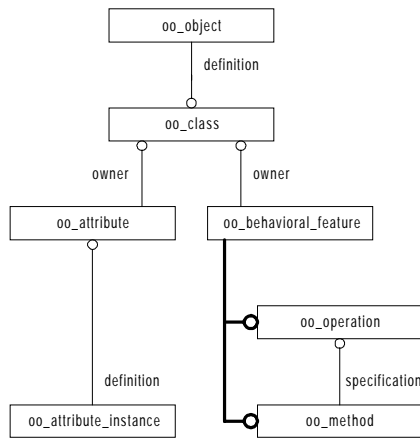 oo_object
definition
oo_class
owner
owner
oo_attribute
oo_behavioral_feature
oo_operation
definition
specification
oo_attribute_instance
oo_method